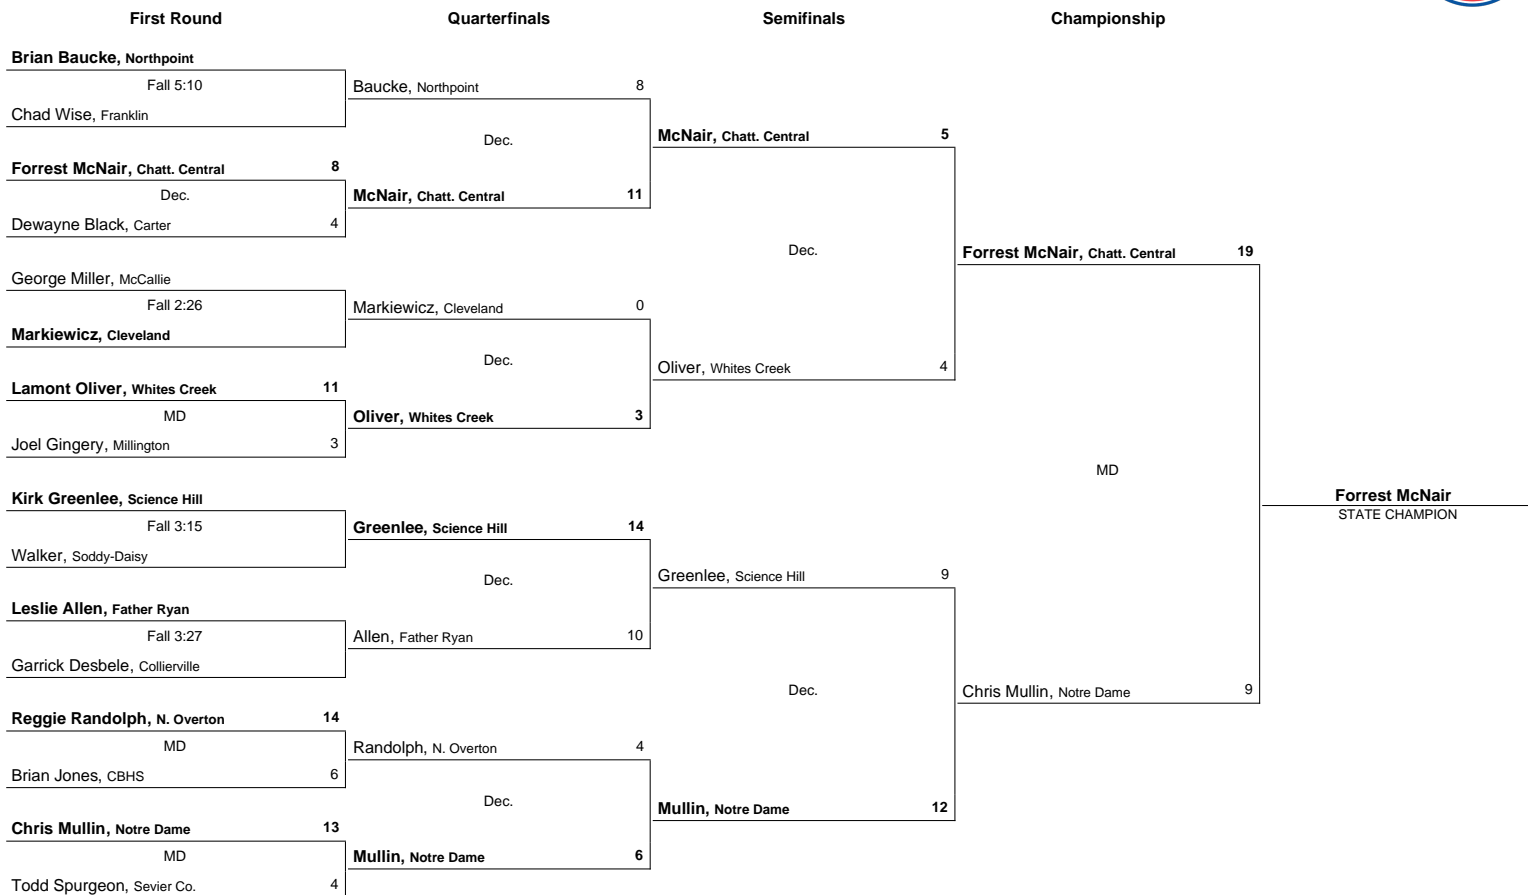 First Round Quarterfinals Semifinals Championship
Brian Baucke, Northpoint
Fall 5:10
Chad Wise, Franklin
Forrest McNair, Chatt. Central 8
Dec.
Dewayne Black, Carter 4
George Miller, McCallie
Fall 2:26
Markiewicz, Cleveland
Lamont Oliver, Whites Creek 11
MD
Joel Gingery, Millington 3
Kirk Greenlee, Science Hill
Fall 3:15
Walker, Soddy-Daisy
Leslie Allen, Father Ryan
Fall 3:27
Garrick Desbele, Collierville
Reggie Randolph, N. Overton 14
MD
Brian Jones, CBHS 6
Chris Mullin, Notre Dame 13
MD
Todd Spurgeon, Sevier Co. 4
Baucke, Northpoint 8
Dec.
McNair, Chatt. Central 11
Markiewicz, Cleveland 0
Dec.
Oliver, Whites Creek 3
Greenlee, Science Hill 14
Dec.
Allen, Father Ryan 10
Randolph, N. Overton 4
Dec.
Mullin, Notre Dame 6
McNair, Chatt. Central 5
Dec.
Oliver, Whites Creek 4
Greenlee, Science Hill 9
Dec.
Mullin, Notre Dame 12
Forrest McNair, Chatt. Central 19
MD
Chris Mullin, Notre Dame 9
Forrest McNair
STATE CHAMPION